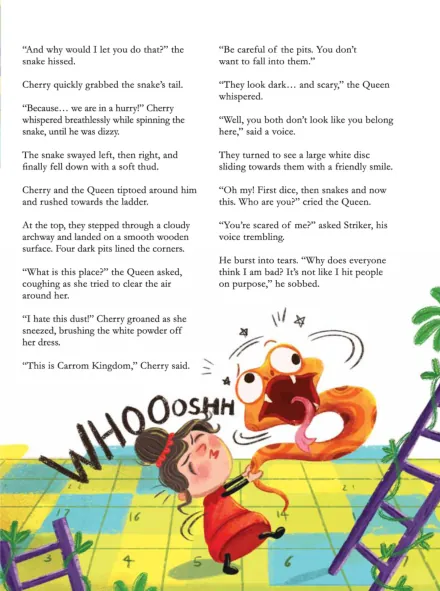 “And why would I let you do that?” the
snake hissed.
Cherry quickly grabbed the snake’s tail.
“Because… we are in a hurry!” Cherry
whispered breathlessly while spinning the
snake, until he was dizzy.
The snake swayed left, then right, and
finally fell down with a soft thud.
Cherry and the Queen tiptoed around him
and rushed towards the ladder.
At the top, they stepped through a cloudy
archway and landed on a smooth wooden
surface. Four dark pits lined the corners.
“What is this place?” the Queen asked,
coughing as she tried to clear the air
around her.
“I hate this dust!” Cherry groaned as she
sneezed, brushing the white powder off
her dress.
“This is Carrom Kingdom,” Cherry said.
“Be careful of the pits. You don’t
want to fall into them.”
“They look dark… and scary,” the Queen
whispered.
“Well, you both don’t look like you belong
here,” said a voice.
They turned to see a large white disc
sliding towards them with a friendly smile.
“Oh my! First dice, then snakes and now
this. Who are you?” cried the Queen.
“You’re scared of me?” asked Striker, his
voice trembling.
He burst into tears. “Why does everyone
think I am bad? It’s not like I hit people
on purpose,” he sobbed.
WHOOOOSHH
17
16
14
3
4
5
6
7